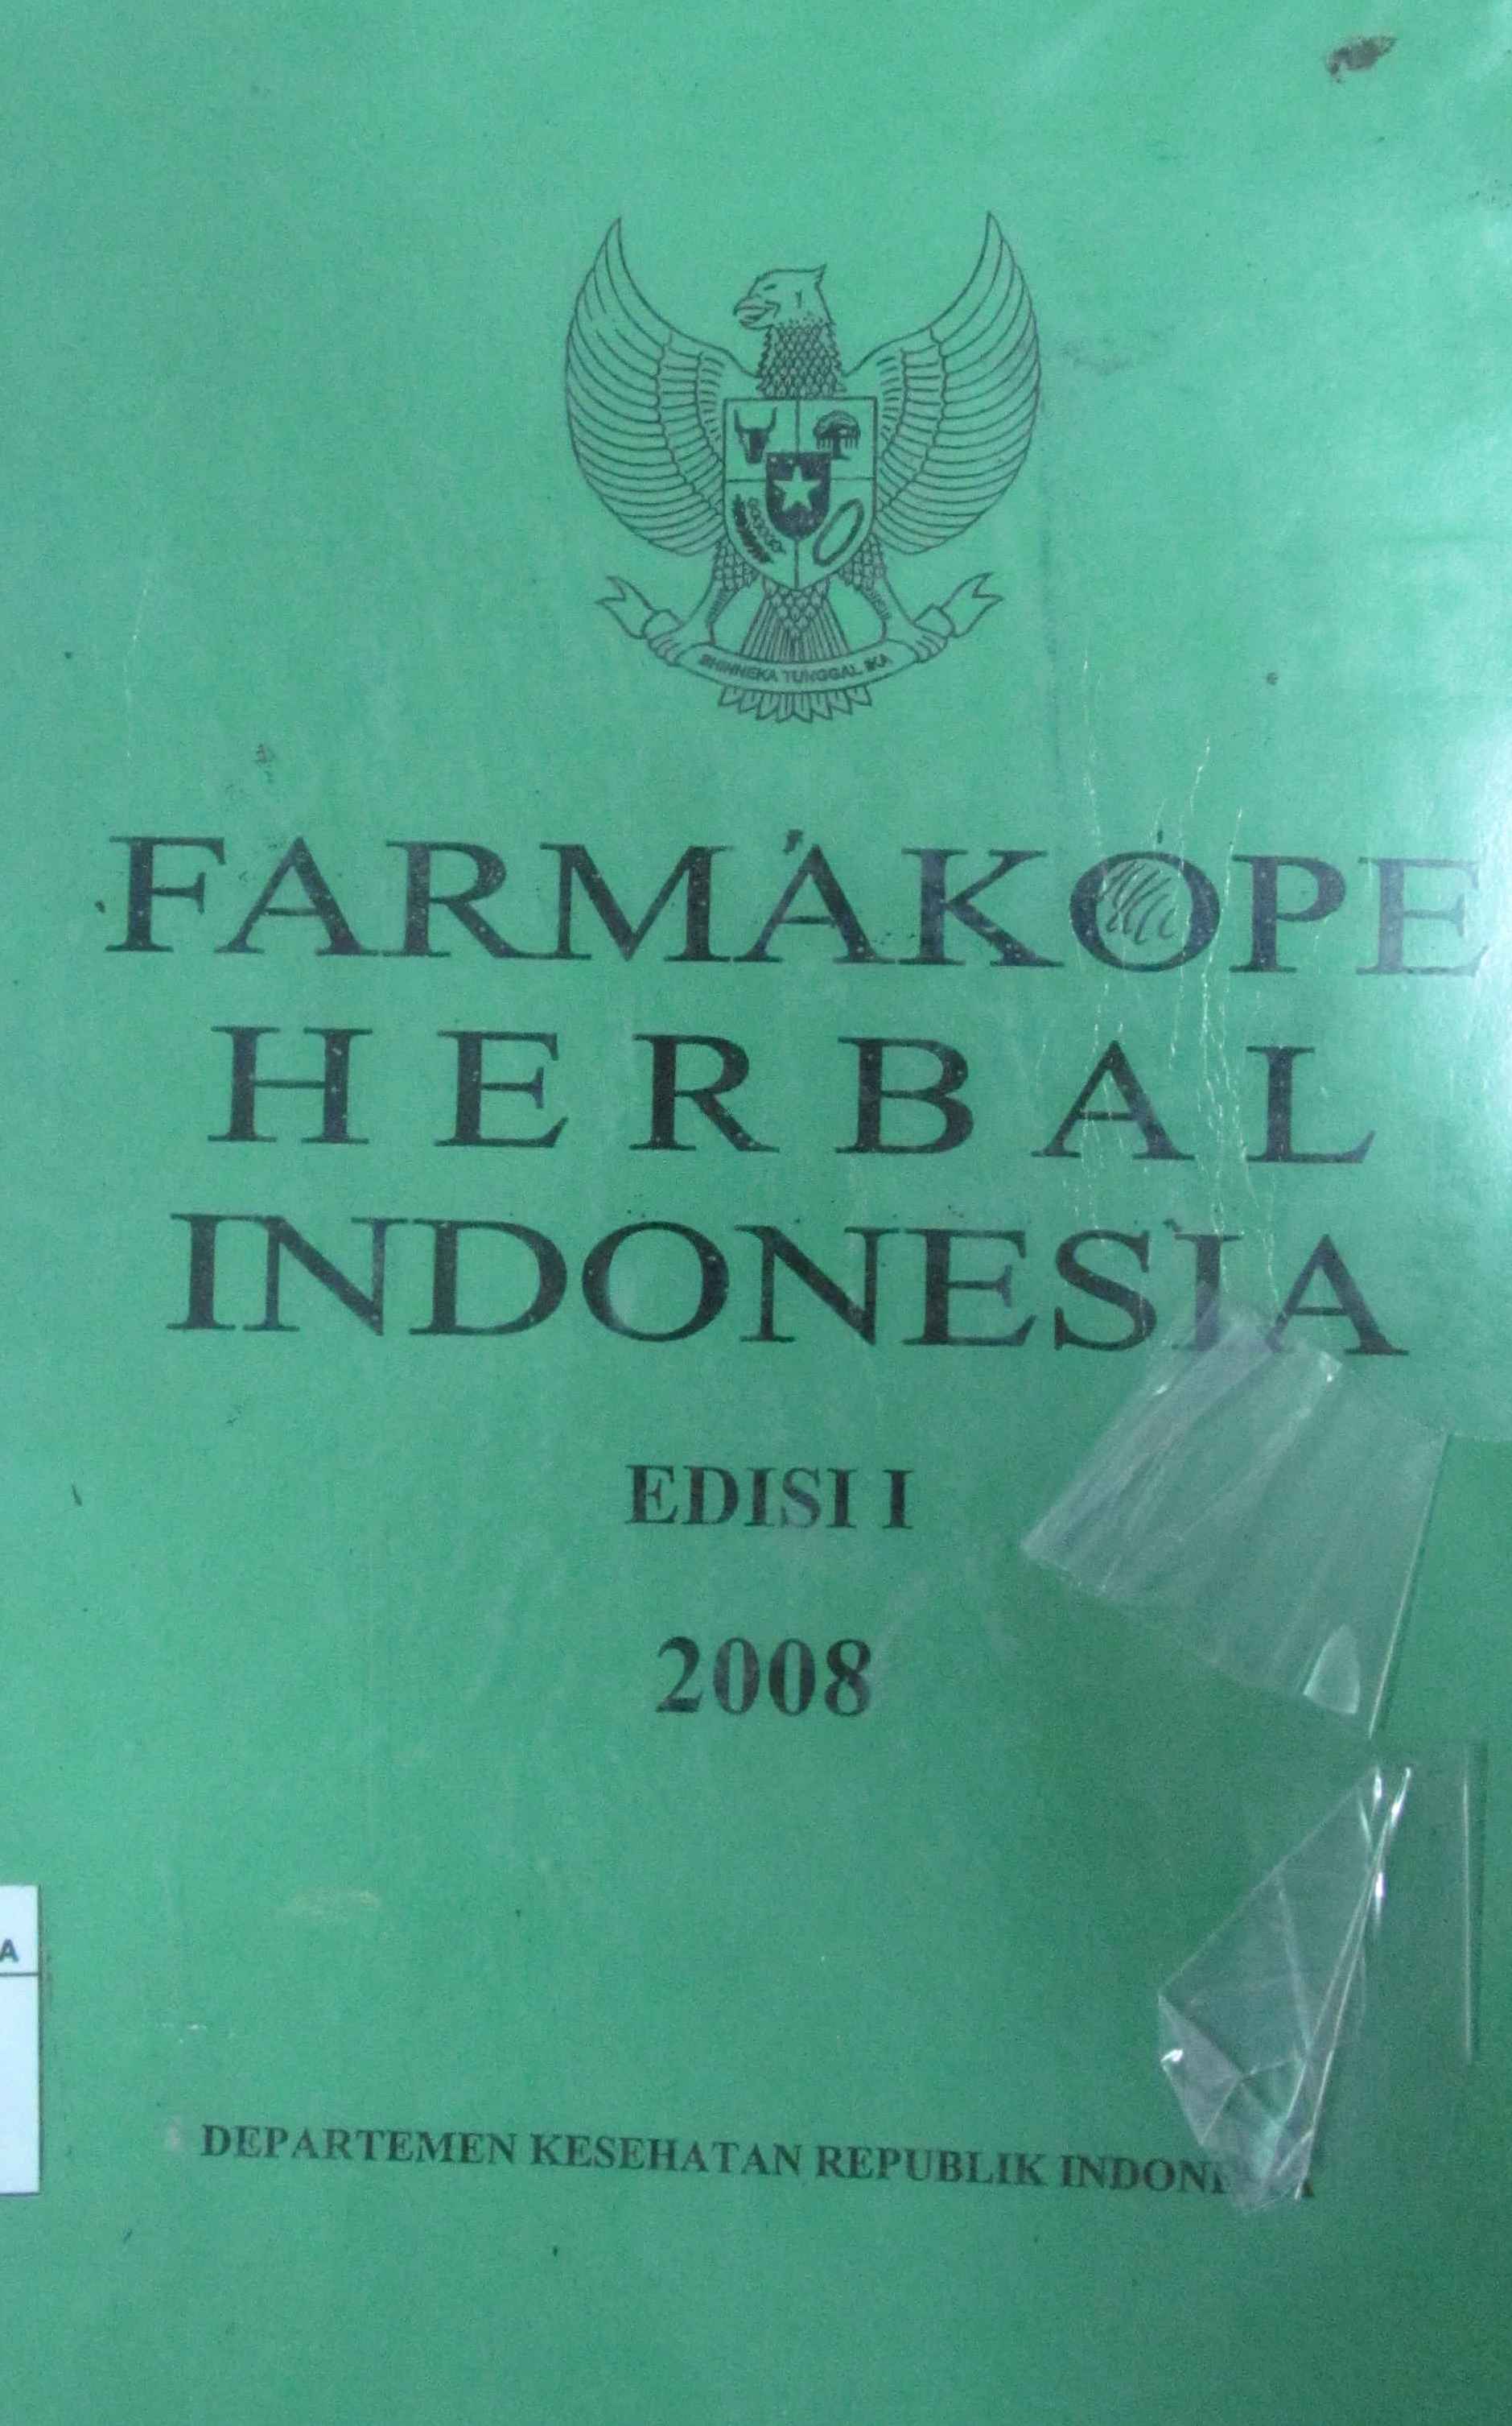 BHINNEKA TUNGGAL IKA
FARMAKOPE
HERBAL
INDONESIA
EDISI I
2008
A
DEPARTEMEN KESEHATAN REPUBLIK